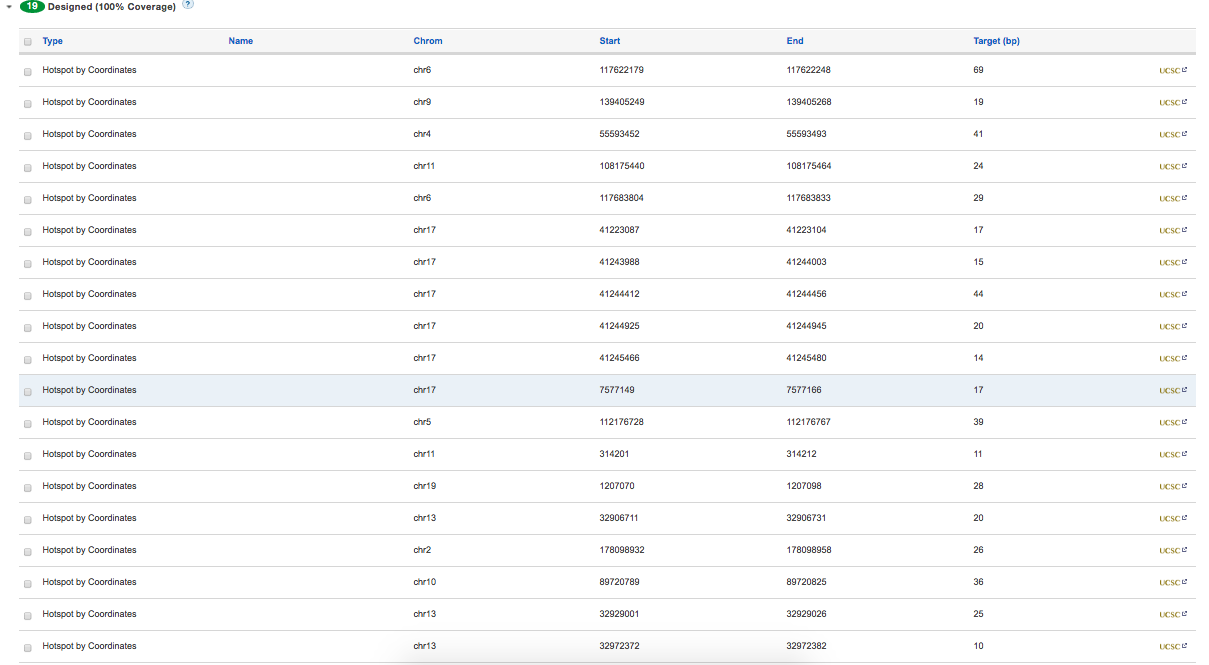 19 Designed (100% Coverage) ?
Type Name Chrom Start End Target (bp)
Hotspot by Coordinates chr6 117622179 117622248 69 UCSC
Hotspot by Coordinates chr9 139405249 139405268 19 UCSC
Hotspot by Coordinates chr4 55593452 55593493 41 UCSC
Hotspot by Coordinates chr11 108175440 108175464 24 UCSC
Hotspot by Coordinates chr6 117683804 117683833 29 UCSC
Hotspot by Coordinates chr17 41223087 41223104 17 UCSC
Hotspot by Coordinates chr17 41243988 41244003 15 UCSC
Hotspot by Coordinates chr17 41244412 41244456 44 UCSC
Hotspot by Coordinates chr17 41244925 41244945 20 UCSC
Hotspot by Coordinates chr17 41245466 41245480 14 UCSC
Hotspot by Coordinates chr17 7577149 7577166 17 UCSC
Hotspot by Coordinates chr5 112176728 112176767 39 UCSC
Hotspot by Coordinates chr11 314201 314212 11 UCSC
Hotspot by Coordinates chr19 1207070 1207098 28 UCSC
Hotspot by Coordinates chr13 32906711 32906731 20 UCSC
Hotspot by Coordinates chr2 178098932 178098958 26 UCSC
Hotspot by Coordinates chr10 89720789 89720825 36 UCSC
Hotspot by Coordinates chr13 32929001 32929026 25 UCSC
Hotspot by Coordinates chr13 32972372 32972382 10 UCSC